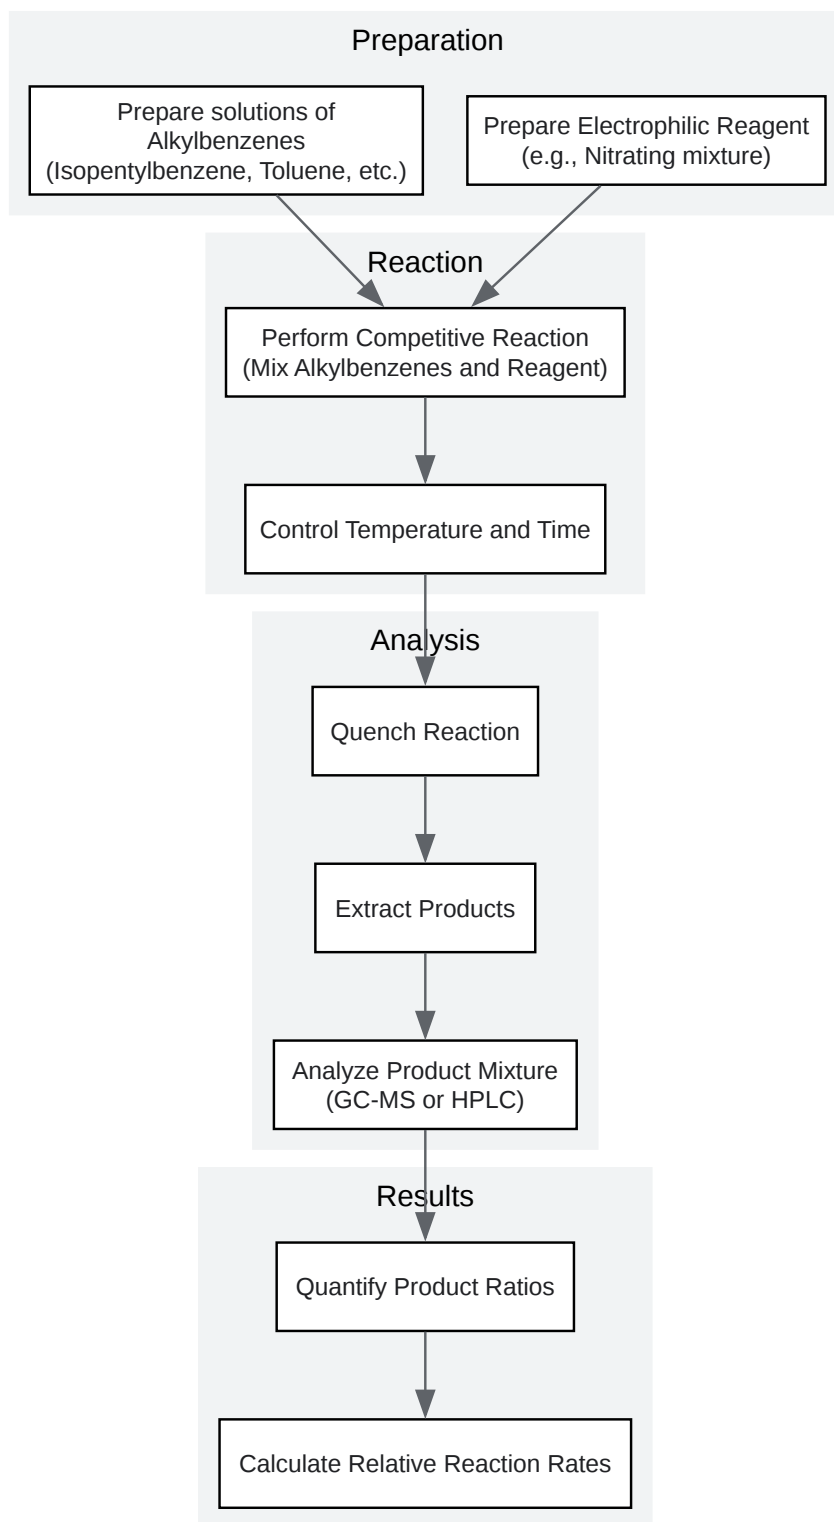 Preparation
Prepare solutions of
Alkylbenzenes
(Isopentylbenzene, Toluene, etc.)
Prepare Electrophilic Reagent
(e.g., Nitrating mixture)
Reaction
Perform Competitive Reaction
(Mix Alkylbenzenes and Reagent)
Control Temperature and Time
Analysis
Quench Reaction
Extract Products
Analyze Product Mixture
(GC-MS or HPLC)
Results
Quantify Product Ratios
Calculate Relative Reaction Rates